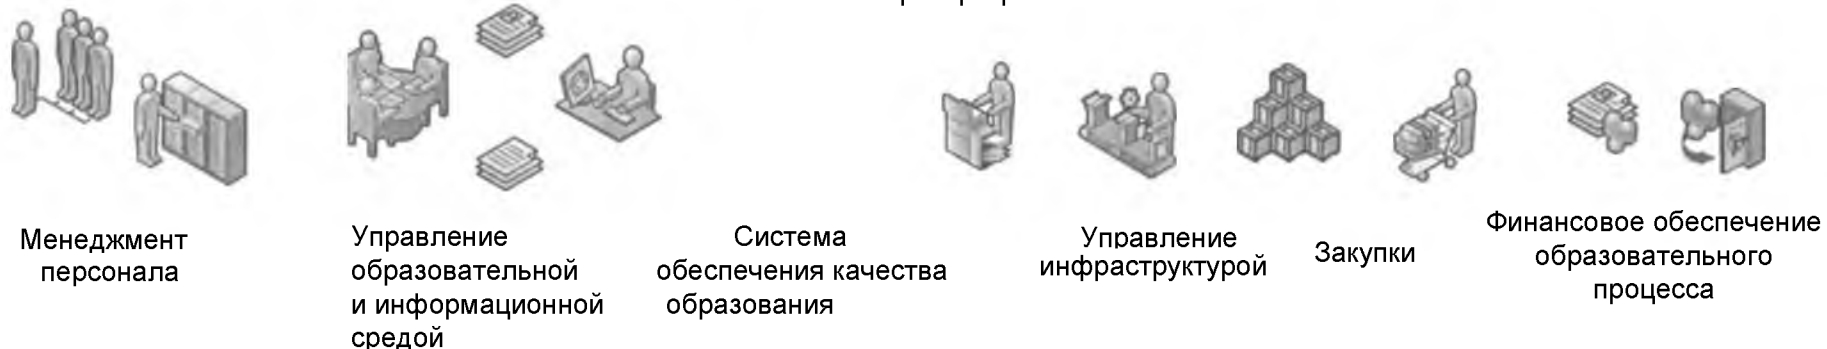 Менеджмент
персонала
Управление
образовательной
и информационной
средой
Система
обеспечения качества
образования
Управление
инфраструктурой
Закупки
Финансовое обеспечение
образовательного
процесса